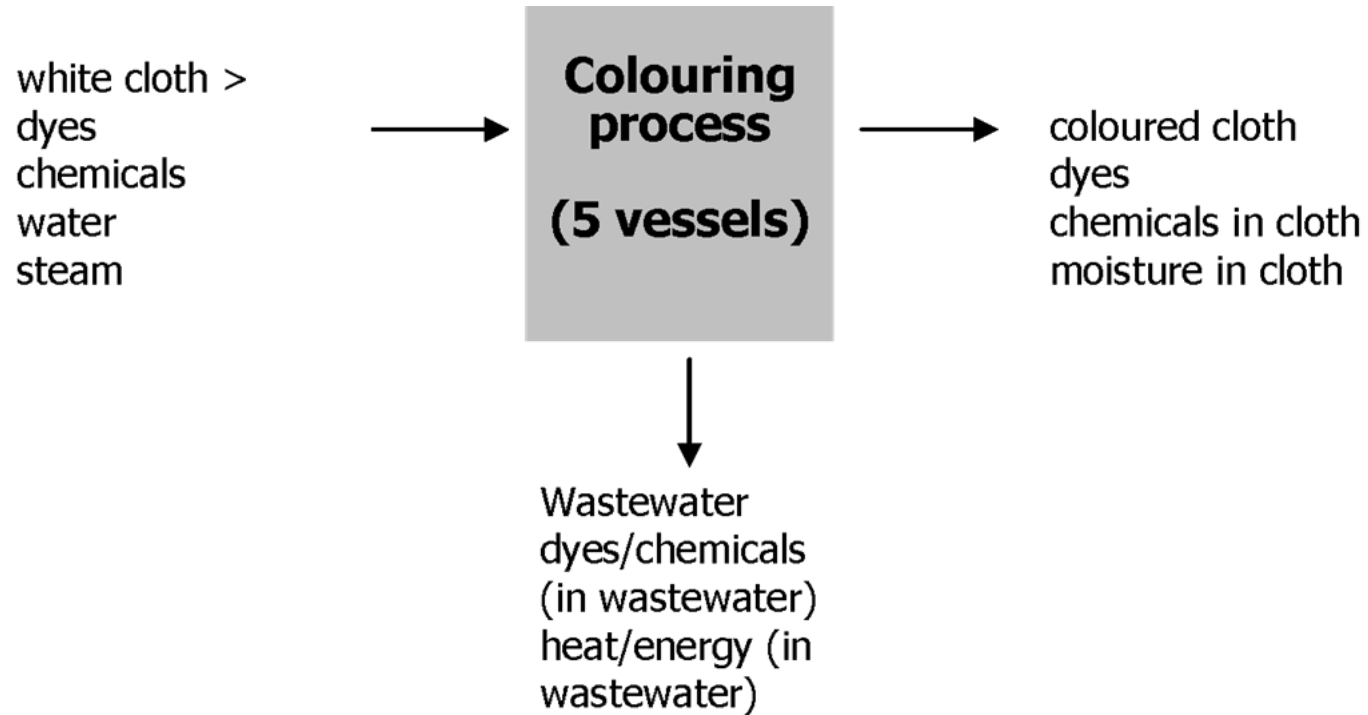 white cloth >
dyes
chemicals
water
steam
Colouring
process
(5 vessels)
coloured cloth
dyes
chemicals in cloth
moisture in cloth
Wastewater
dyes/chemicals
(in wastewater)
heat/energy (in
wastewater)